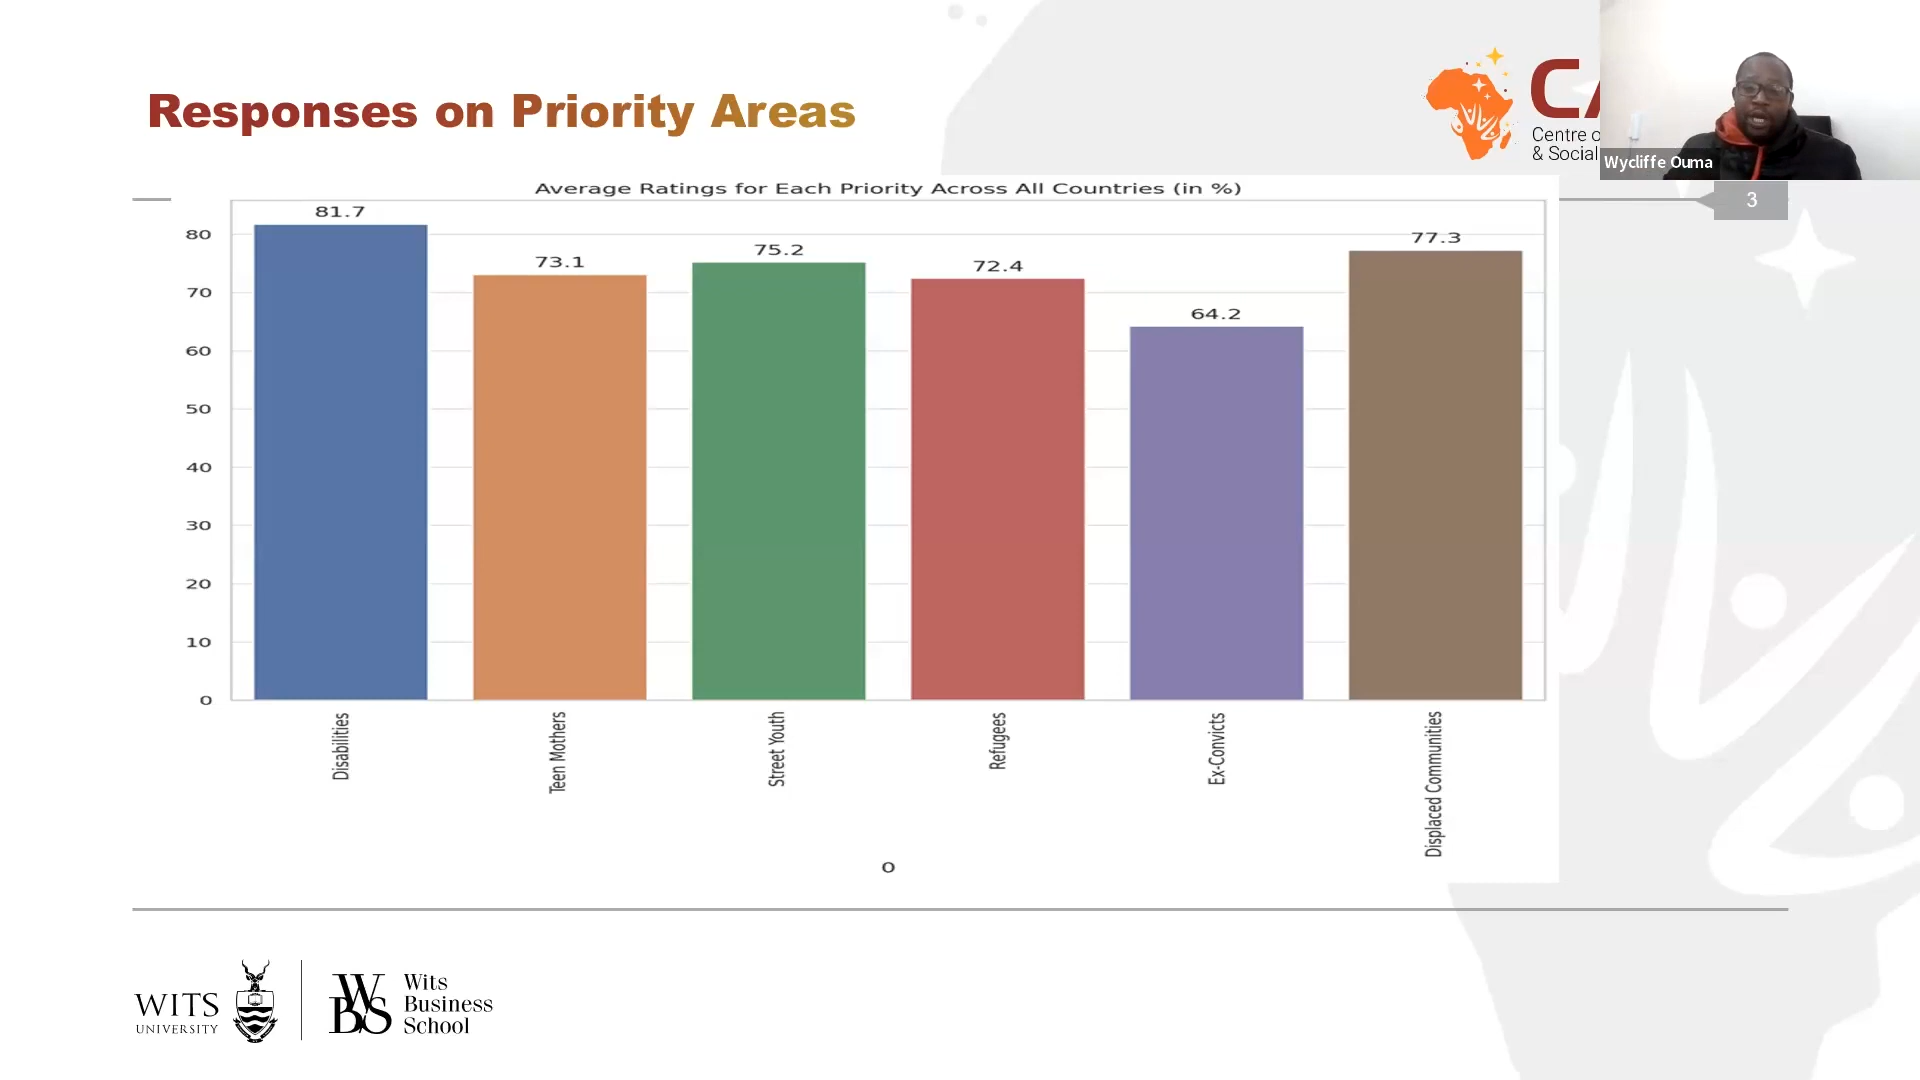 Responses on Priority Areas
Centre o
& Social
Wycliffe Ouma
3
Average Ratings for Each Priority Across All Countries (in %)
81.7
73.1
75.2
72.4
64.2
77.3
80
70
60
50
40
30
20
10
0
Disabilities
Teen Mothers
Street Youth
Refugees
Ex-Convicts
Displaced Communities
0
WITS
UNIVERSITY
WBS
Wits
Business
School